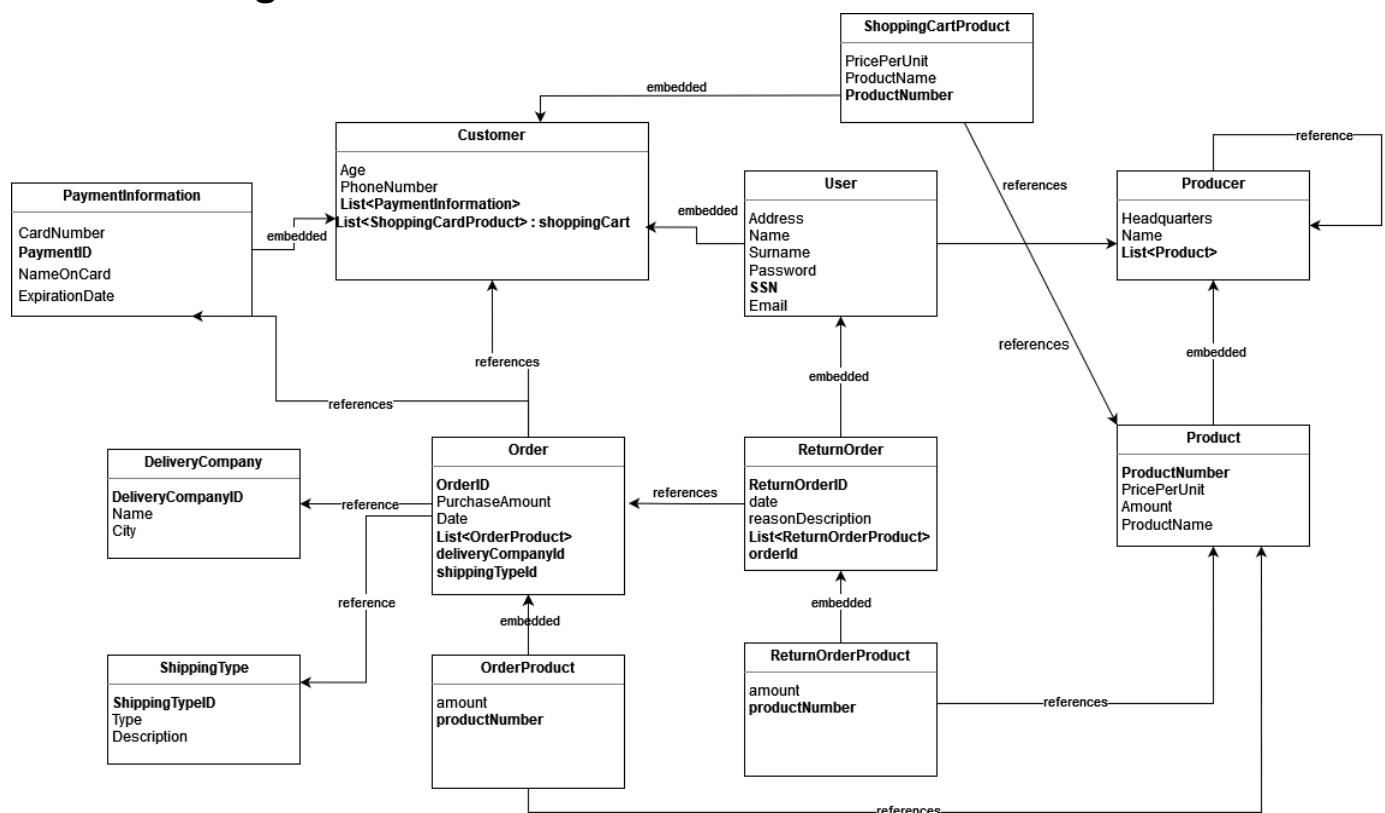 g
ShoppingCartProduct
PricePerUnit
ProductName
ProductNumber
embedded
Customer
Age
PhoneNumber
List<PaymentInformation>
List<ShoppingCardProduct> : shoppingCart
PaymentInformation
CardNumber
PaymentID
NameOnCard
ExpirationDate
embedded
User
Address
Name
Surname
Password
SSN
Email
embedded
references
Producer
Headquarters
Name
List<Product>
reference
references
embedded
references
references
embedded
DeliveryCompany
DeliveryCompanyID
Name
City
reference
Order
OrderID
PurchaseAmount
Date
List<OrderProduct>
deliveryCompanyId
shippingTypeId
references
ReturnOrder
ReturnOrderID
date
reasonDescription
List<ReturnOrderProduct>
orderId
Product
ProductNumber
PricePerUnit
Amount
ProductName
reference
embedded
embedded
ShippingType
ShippingTypeID
Type
Description
OrderProduct
amount
productNumber
ReturnOrderProduct
amount
productNumber
references
references